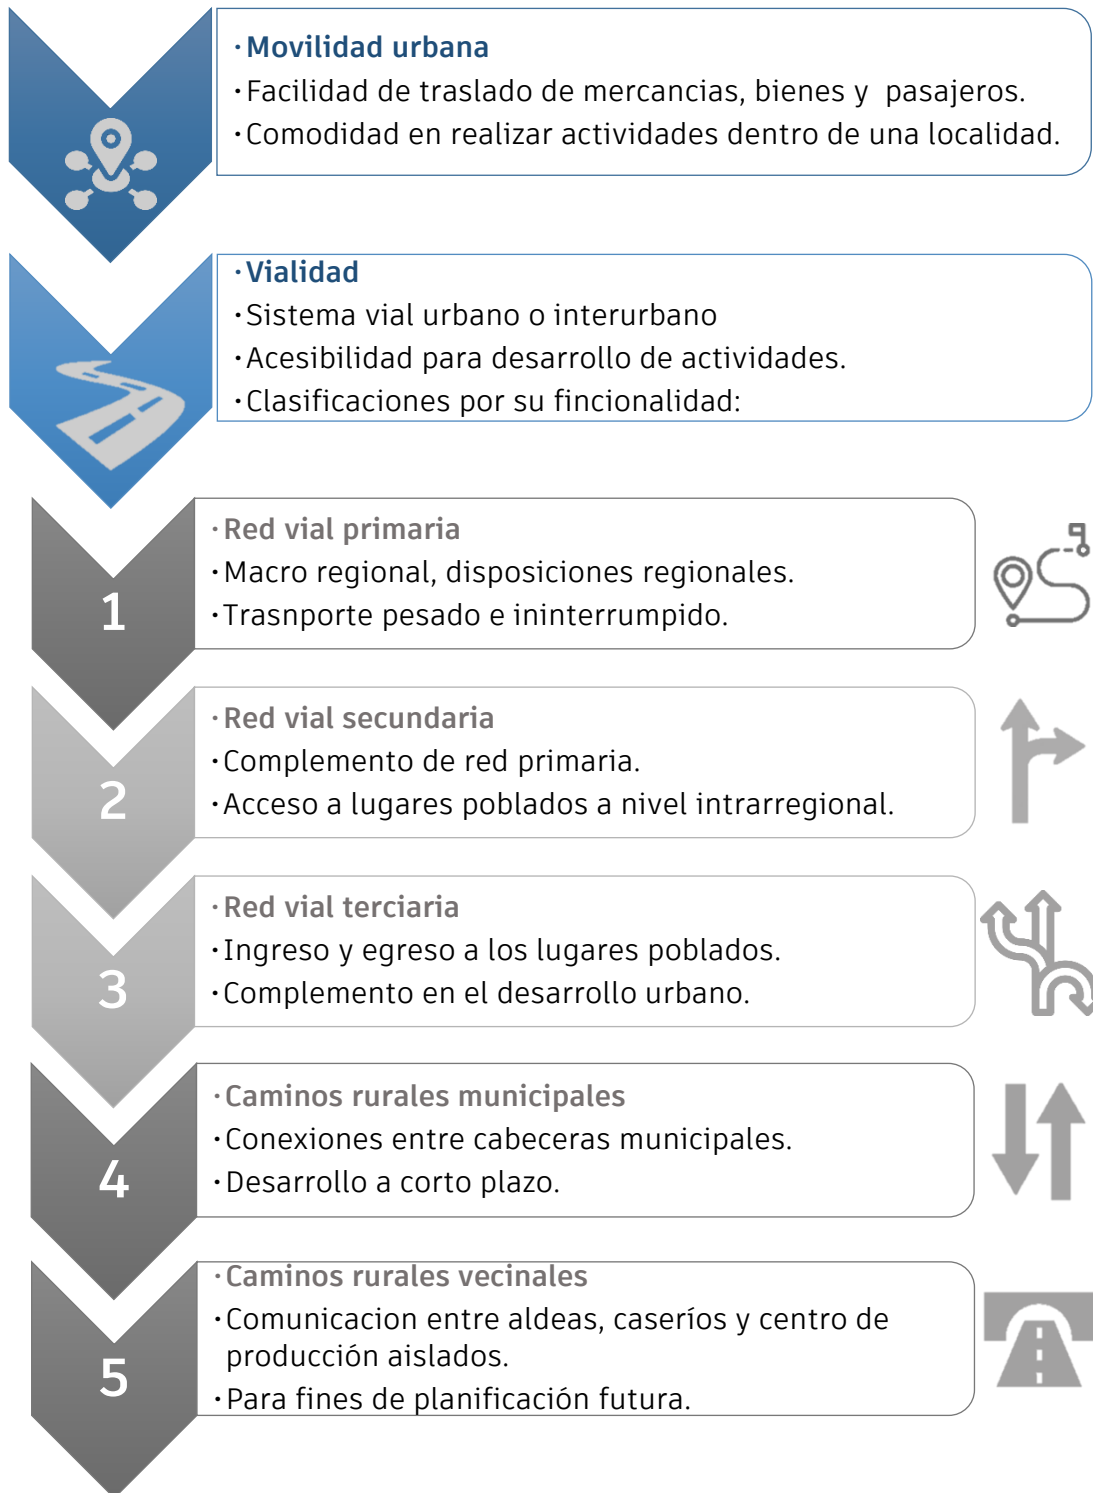 ·Movilidad urbana
·Facilidad de traslado de mercancias, bienes y pasajeros.
·Comodidad en realizar actividades dentro de una localidad.
·Vialidad
·Sistema vial urbano o interurbano
·Acesibilidad para desarrollo de actividades.
·Clasificaciones por su fincionalidad:
1
·Red vial primaria
·Macro regional, disposiciones regionales.
·Trasnporte pesado e ininterrumpido.
2
·Red vial secundaria
·Complemento de red primaria.
·Acceso a lugares poblados a nivel intrarregional.
3
·Red vial terciaria
·Ingreso y egreso a los lugares poblados.
·Complemento en el desarrollo urbano.
4
·Caminos rurales municipales
·Conexiones entre cabeceras municipales.
·Desarrollo a corto plazo.
5
·Caminos rurales vecinales
·Comunicacion entre aldeas, caseríos y centro de
producción aislados.
·Para fines de planificación futura.